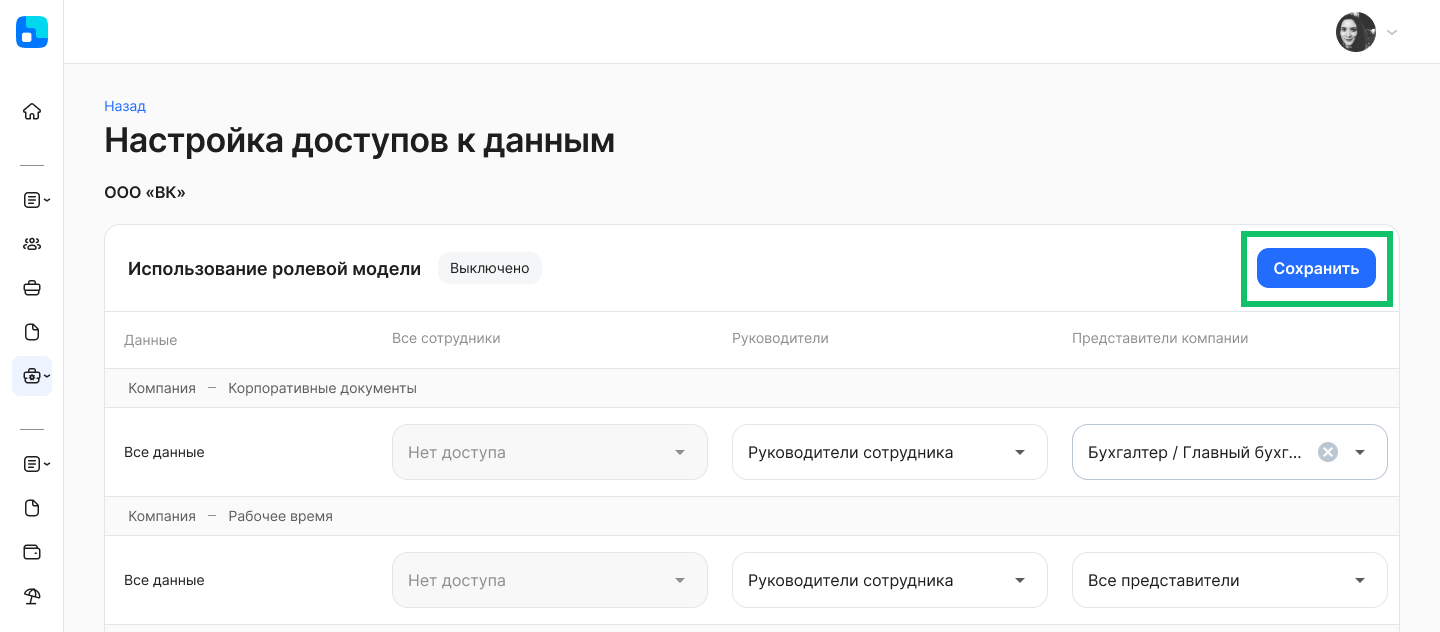 Назад
Настройка доступов к данным
ООО «ВК»
Использование ролевой модели Выключено Сохранить
Данные Все сотрудники Руководители Представители компании
Компания — Корпоративные документы
Все данные Нет доступа Руководители сотрудника Бухгалтер / Главный бухг...
Компания — Рабочее время
Все данные Нет доступа Руководители сотрудника Все представители